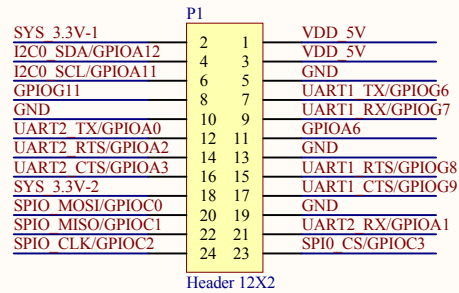 P1
SYS_3.3V-1 2 1 VDD_5V
I2C0_SDA/GPIOA12 4 3 VDD_5V
I2C0_SCL/GPIOA11 6 5 GND
GPIOG11 8 7 UART1_TX/GPIOG6
GND 10 9 UART1_RX/GPIOG7
UART2_TX/GPIOA0 12 11 GPIOA6
UART2_RTS/GPIOA2 14 13 GND
UART2_CTS/GPIOA3 16 15 UART1_RTS/GPIOG8
SYS_3.3V-2 18 17 UART1_CTS/GPIOG9
SPIO_MOSI/GPIOC0 20 19 GND
SPIO_MISO/GPIOC1 22 21 UART2_RX/GPIOA1
SPIO_CLK/GPIOC2 24 23 SPI0_CS/GPIOC3
Header 12X2